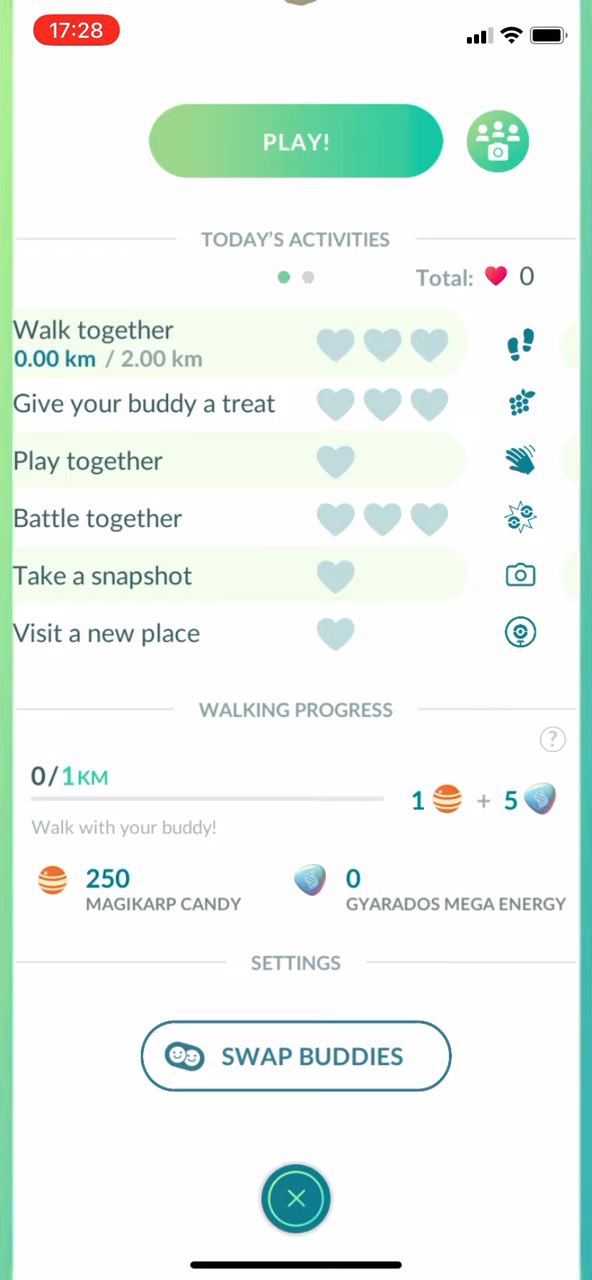 17:28
PLAY!
TODAY'S ACTIVITIES
Total: 0
Walk together
0.00 km / 2.00 km
Give your buddy a treat
Play together
Battle together
Take a snapshot
Visit a new place
WALKING PROGRESS
?
0/1 KM
1 + 5
Walk with your buddy!
250
MAGIKARP CANDY
0
GYARADOS MEGA ENERGY
SETTINGS
SWAP BUDDIES